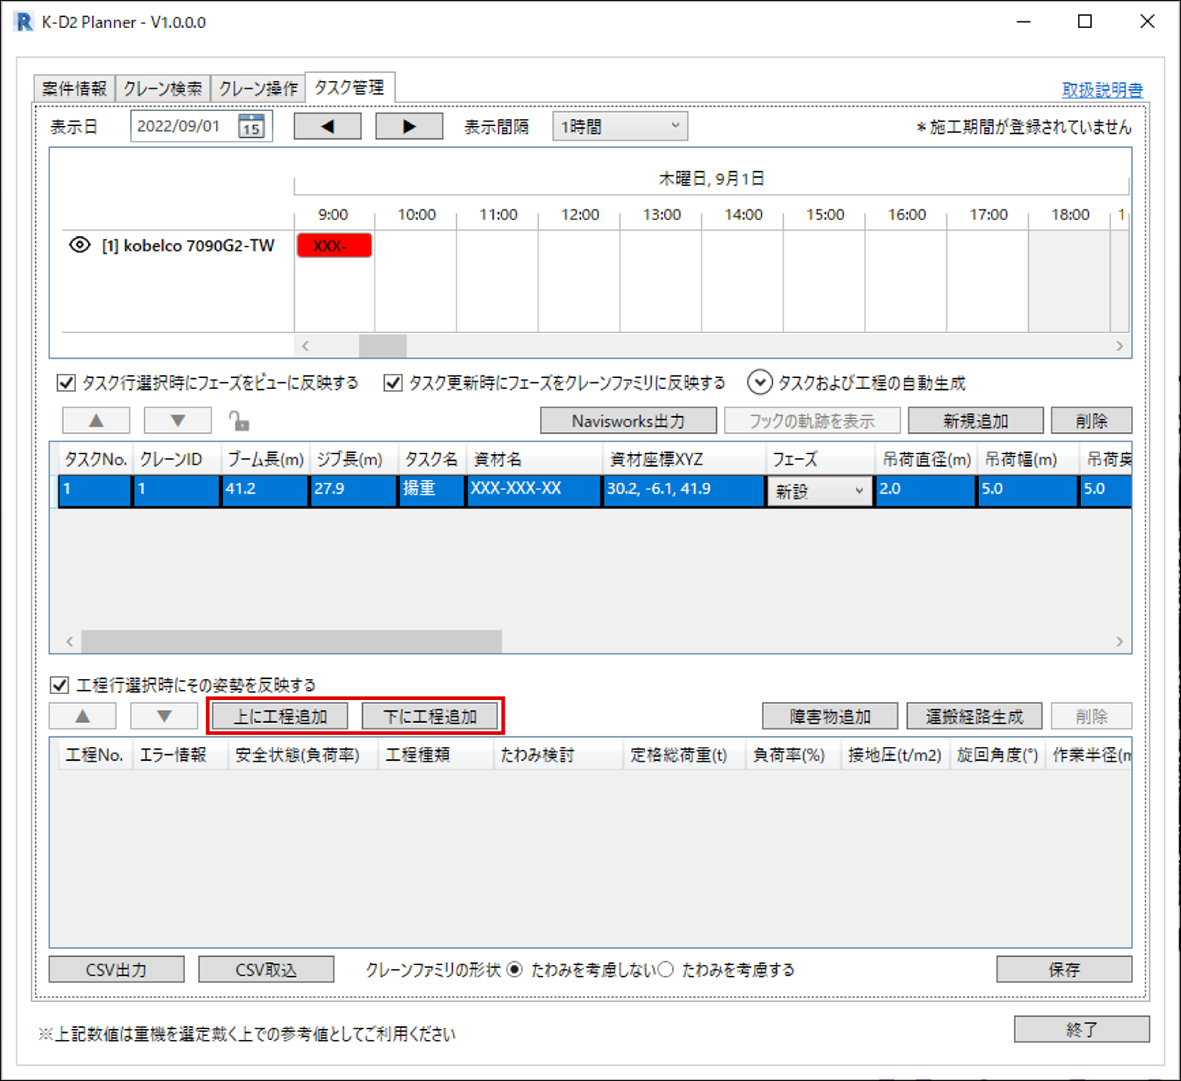 K-D2 Planner - V1.0.0.0
案件情報 クレーン検索 クレーン操作 タスク管理 取扱説明書
表示日 2022/09/01 15 ◀ ▶ 表示間隔 1時間 *施工期間が登録されていません
木曜日, 9月1日
9:00 10:00 11:00 12:00 13:00 14:00 15:00 16:00 17:00 18:00 1
[1] kobelco 7090G2-TW XXX-
タスク行選択時にフェーズをビューに反映する タスク更新時にフェーズをクレーンファミリに反映する タスクおよび工程の自動生成
▲ ▼ Navisworks出力 フックの軌跡を表示 新規追加 削除
タスクNo. クレーンID ブーム長(m) ジブ長(m) タスク名 資材名 資材座標XYZ フェーズ 吊荷直径(m) 吊荷幅(m) 吊荷奥
1 1 41.2 27.9 揚重 XXX-XXX-XX 30.2, -6.1, 41.9 新設 2.0 5.0 5.0
工程行選択時にその姿勢を反映する
▲ ▼ 上に工程追加 下に工程追加 障害物追加 運搬経路生成 削除
工程No. エラー情報 安全状態(負荷率) 工程種類 たわみ検討 定格総荷重(t) 負荷率(%) 接地圧(t/m2) 旋回角度(°) 作業半径(m
CSV出力 CSV取込 クレーンファミリの形状 たわみを考慮しない たわみを考慮する 保存
※上記数値は重機を選定戴く上での参考値としてご利用ください 終了